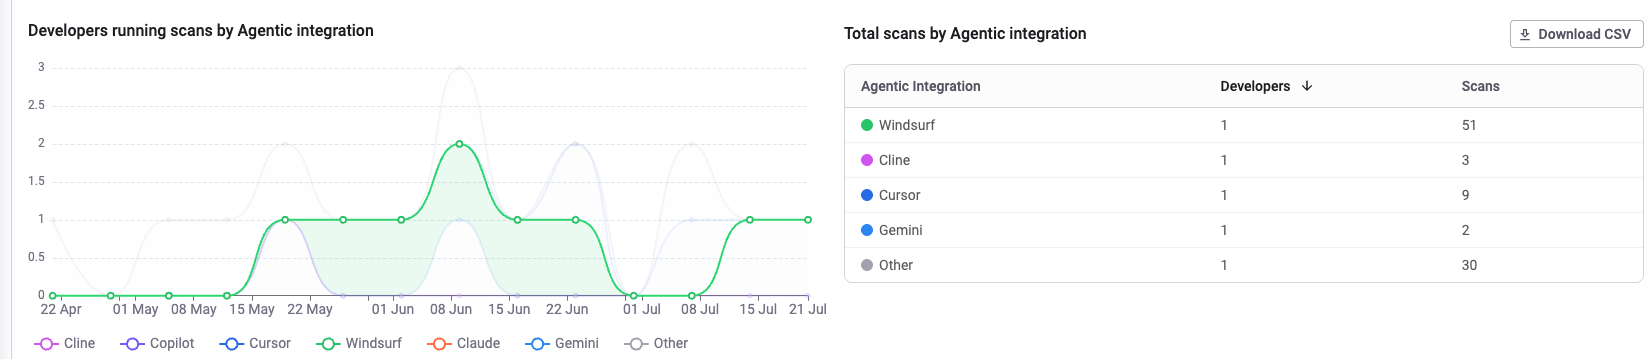 Developers running scans by Agentic integration
3
2.5
2
1.5
1
0.5
0
22 Apr 01 May 08 May 15 May 22 May 01 Jun 08 Jun 15 Jun 22 Jun 01 Jul 08 Jul 15 Jul 21 Jul
Cline Copilot Cursor Windsurf Claude Gemini Other
Total scans by Agentic integration
Download CSV
Agentic Integration Developers ↓ Scans
Windsurf 1 51
Cline 1 3
Cursor 1 9
Gemini 1 2
Other 1 30